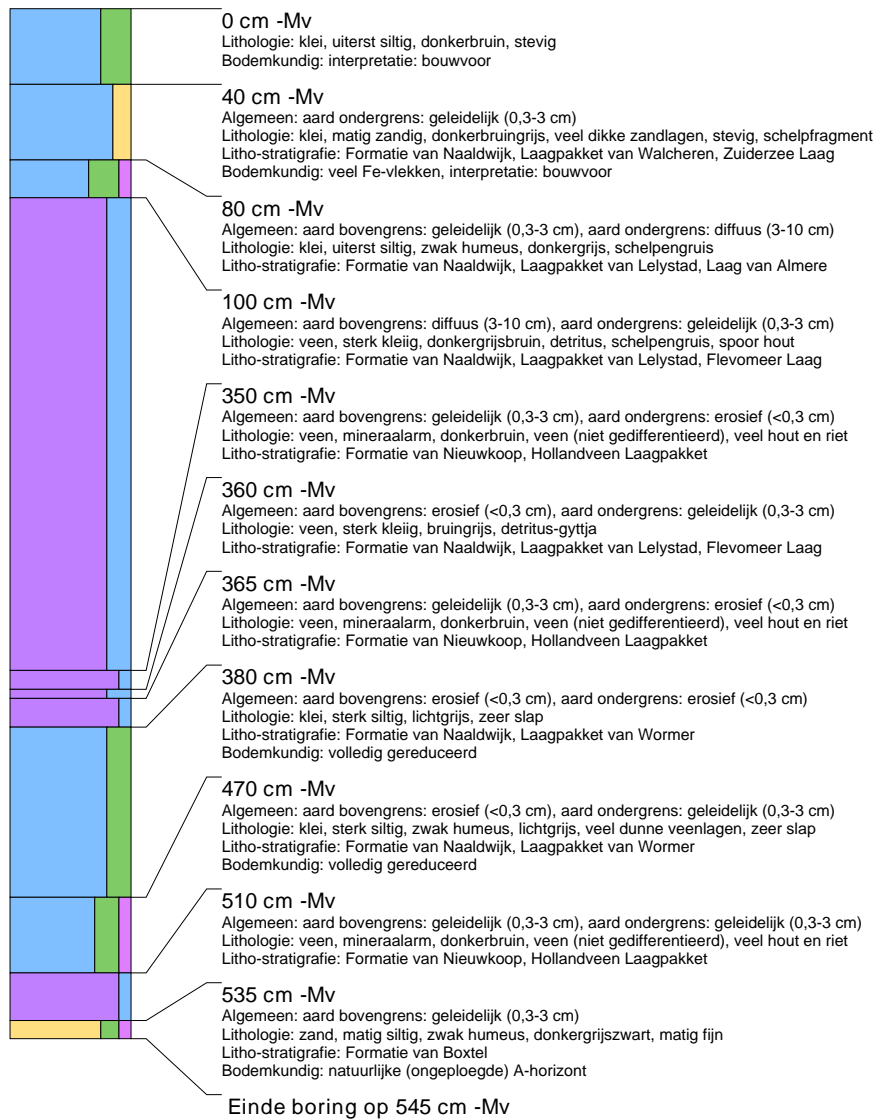 0 cm -Mv
Lithologie: klei, uiterst siltig, donkerbruin, stevig
Bodemkundig: interpretatie: bouwvoor
40 cm -Mv
Algemeen: aard ondergrens: geleidelijk (0,3-3 cm)
Lithologie: klei, matig zandig, donkerbruingrijs, veel dikke zandlagen, stevig, schelpfragment
Litho-stratigrafie: Formatie van Naaldwijk, Laagpakket van Walcheren, Zuiderzee Laag
Bodemkundig: veel Fe-vlekken, interpretatie: bouwvoor
80 cm -Mv
Algemeen: aard bovengrens: geleidelijk (0,3-3 cm), aard ondergrens: diffuus (3-10 cm)
Lithologie: klei, uiterst siltig, zwak humeus, donkergrijs, schelpengruis
Litho-stratigrafie: Formatie van Naaldwijk, Laagpakket van Lelystad, Laag van Almere
100 cm -Mv
Algemeen: aard bovengrens: diffuus (3-10 cm), aard ondergrens: geleidelijk (0,3-3 cm)
Lithologie: veen, sterk kleiig, donkergrijsbruin, detritus, schelpengruis, spoor hout
Litho-stratigrafie: Formatie van Naaldwijk, Laagpakket van Lelystad, Flevomeer Laag
350 cm -Mv
Algemeen: aard bovengrens: geleidelijk (0,3-3 cm), aard ondergrens: erosief (<0,3 cm)
Lithologie: veen, mineraalarm, donkerbruin, veen (niet gedifferentieerd), veel hout en riet
Litho-stratigrafie: Formatie van Nieuwkoop, Hollandveen Laagpakket
360 cm -Mv
Algemeen: aard bovengrens: erosief (<0,3 cm), aard ondergrens: geleidelijk (0,3-3 cm)
Lithologie: veen, sterk kleiig, bruingrijs, detritus-gyttja
Litho-stratigrafie: Formatie van Naaldwijk, Laagpakket van Lelystad, Flevomeer Laag
365 cm -Mv
Algemeen: aard bovengrens: geleidelijk (0,3-3 cm), aard ondergrens: erosief (<0,3 cm)
Lithologie: veen, mineraalarm, donkerbruin, veen (niet gedifferentieerd), veel hout en riet
Litho-stratigrafie: Formatie van Nieuwkoop, Hollandveen Laagpakket
380 cm -Mv
Algemeen: aard bovengrens: erosief (<0,3 cm), aard ondergrens: erosief (<0,3 cm)
Lithologie: klei, sterk siltig, lichtgrijs, zeer slap
Litho-stratigrafie: Formatie van Naaldwijk, Laagpakket van Wormer
Bodemkundig: volledig gereduceerd
470 cm -Mv
Algemeen: aard bovengrens: erosief (<0,3 cm), aard ondergrens: geleidelijk (0,3-3 cm)
Lithologie: klei, sterk siltig, zwak humeus, lichtgrijs, veel dunne veenlagen, zeer slap
Litho-stratigrafie: Formatie van Naaldwijk, Laagpakket van Wormer
Bodemkundig: volledig gereduceerd
510 cm -Mv
Algemeen: aard bovengrens: geleidelijk (0,3-3 cm), aard ondergrens: geleidelijk (0,3-3 cm)
Lithologie: veen, mineraalarm, donkerbruin, veen (niet gedifferentieerd), veel hout en riet
Litho-stratigrafie: Formatie van Nieuwkoop, Hollandveen Laagpakket
535 cm -Mv
Algemeen: aard bovengrens: geleidelijk (0,3-3 cm)
Lithologie: zand, matig siltig, zwak humeus, donkergrijszwart, matig fijn
Litho-stratigrafie: Formatie van Boxtel
Bodemkundig: natuurlijke (ongeploegde) A-horizont
Einde boring op 545 cm -Mv